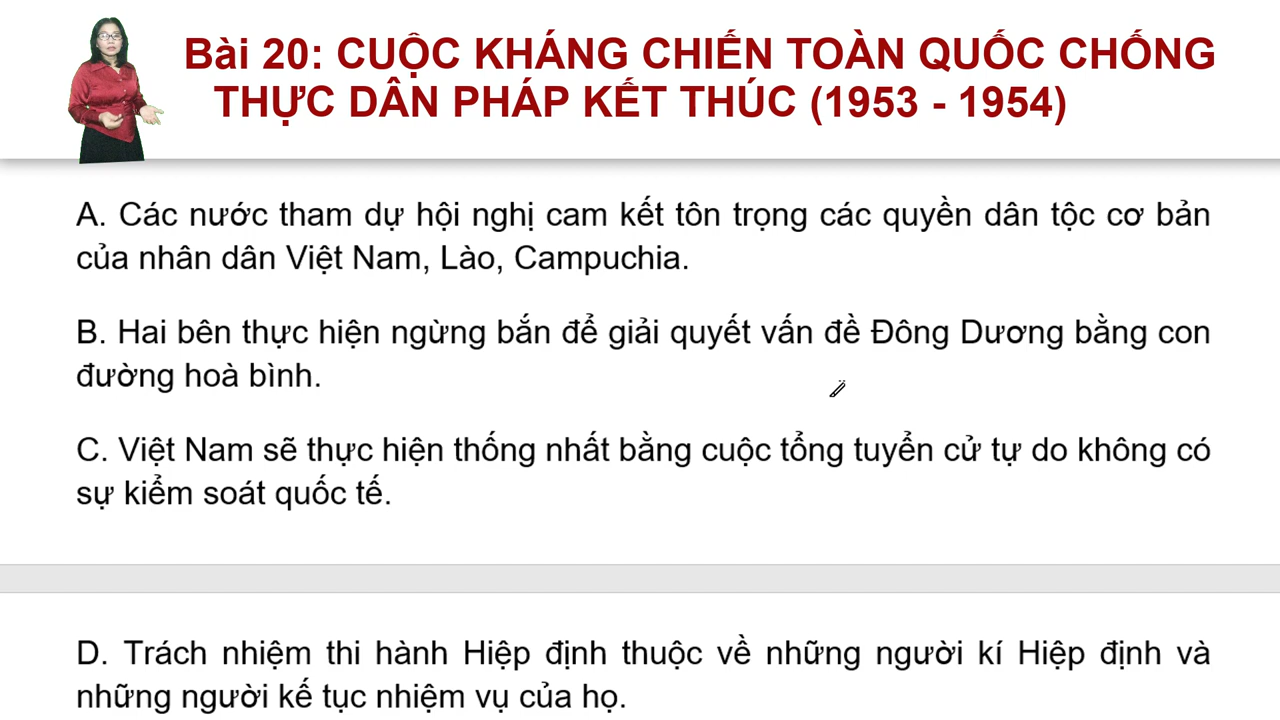 Bài 20: CUỘC KHÁNG CHIẾN TOÀN QUỐC CHỐNG
THỰC DÂN PHÁP KẾT THÚC (1953 - 1954)
A. Các nước tham dự hội nghị cam kết tôn trọng các quyền dân tộc cơ bản
của nhân dân Việt Nam, Lào, Campuchia.
B. Hai bên thực hiện ngừng bắn để giải quyết vấn đề Đông Dương bằng con
đường hoà bình.
C. Việt Nam sẽ thực hiện thống nhất bằng cuộc tổng tuyển cử tự do không có
sự kiểm soát quốc tế.
D. Trách nhiệm thi hành Hiệp định thuộc về những người kí Hiệp định và
những người kế tục nhiệm vụ của họ.